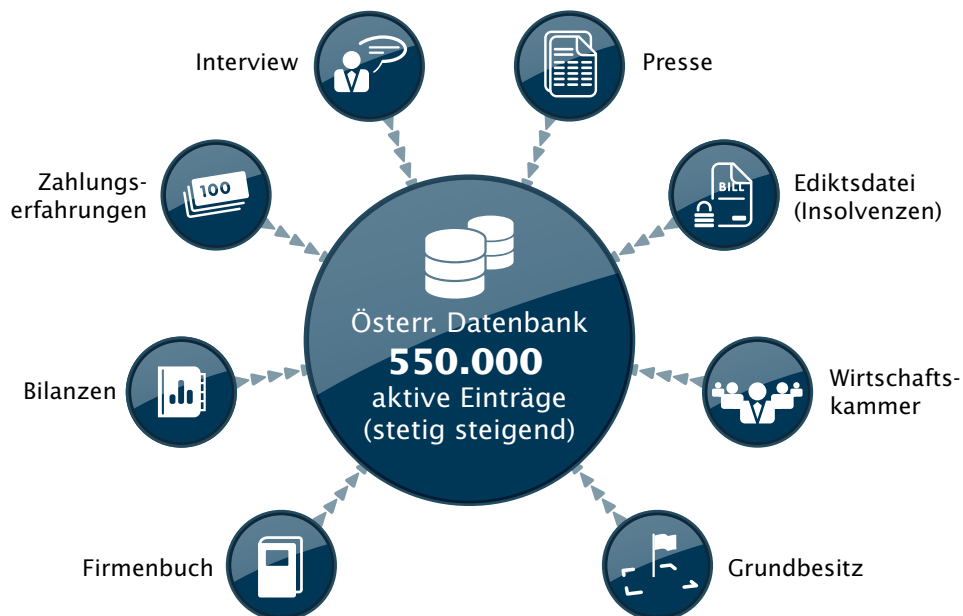 Interview
Presse
Zahlungs-
erfahrungen
100
BILL
Ediktsdatei
(Insolvenzen)
Österr. Datenbank
550.000
aktive Einträge
(stetig steigend)
Bilanzen
Wirtschafts-
kammer
Firmenbuch
Grundbesitz